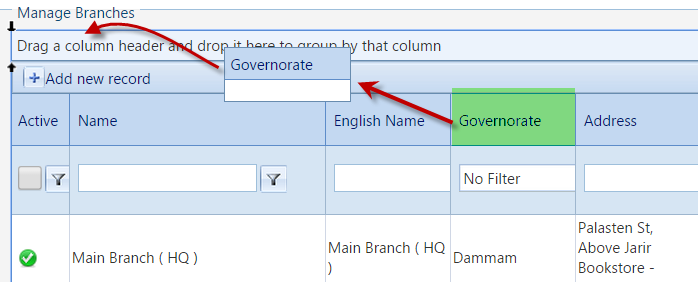 Manage Branches
Drag a column header and drop it here to group by that column
Governorate
Add new record
Active Name English Name Governorate Address
No Filter
Main Branch ( HQ ) Main Branch ( HQ Dammam Palasten St,
) Above Jarir
Bookstore -